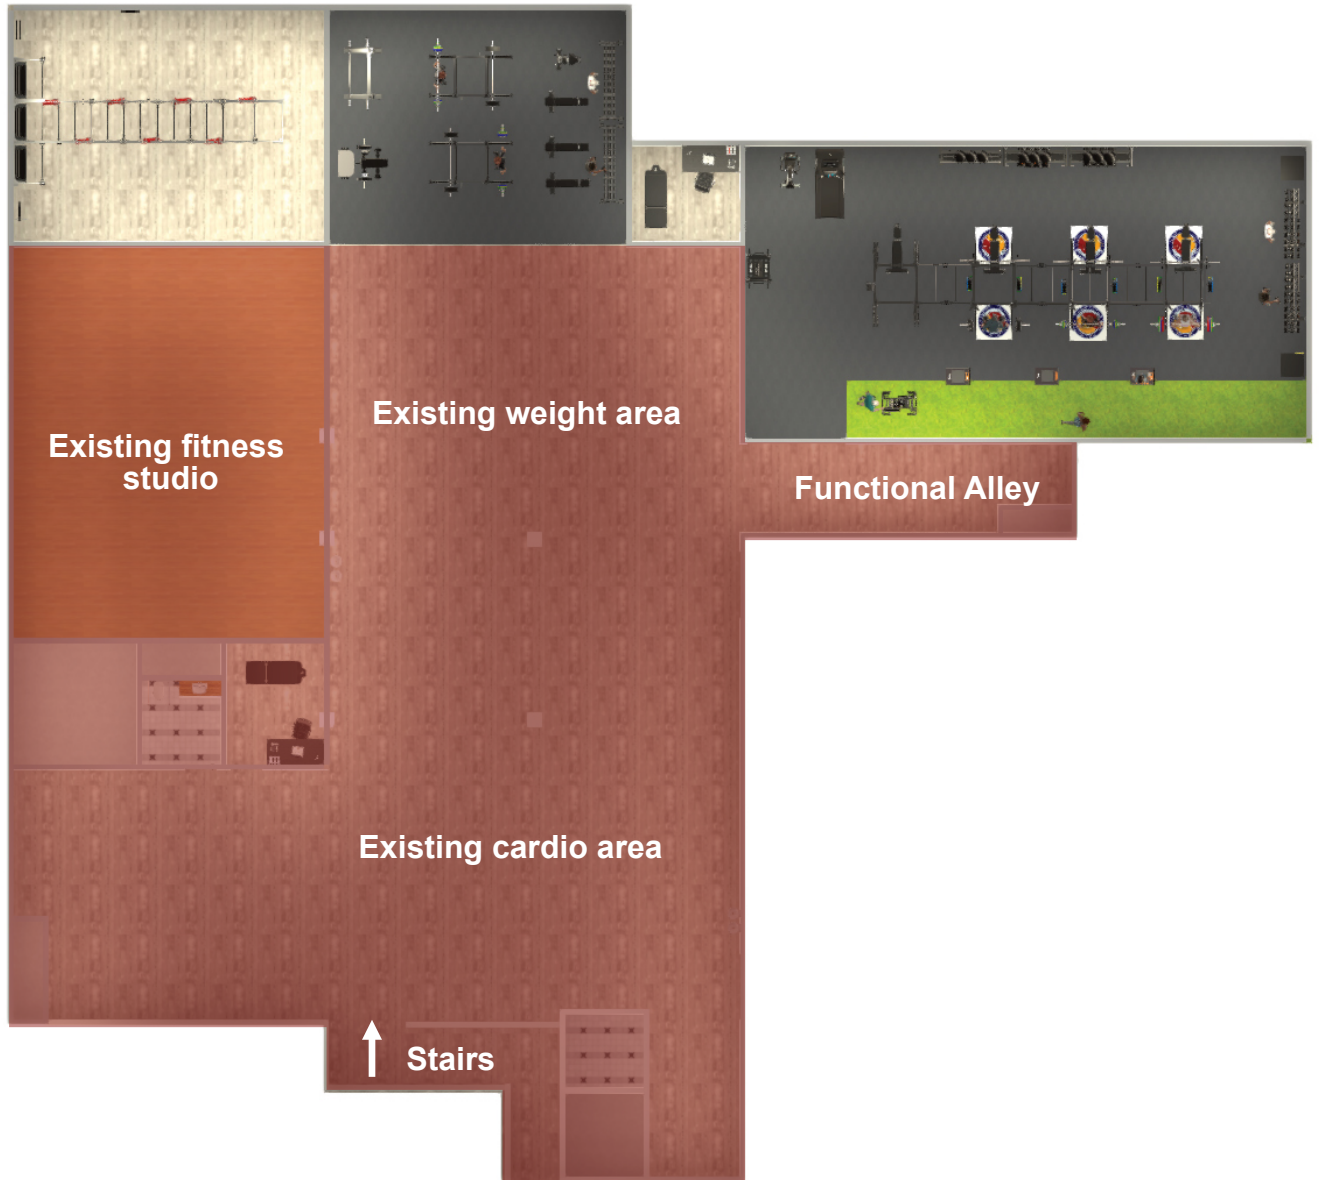 Existing weight area
Existing fitness
studio
Functional Alley
Existing cardio area
Stairs